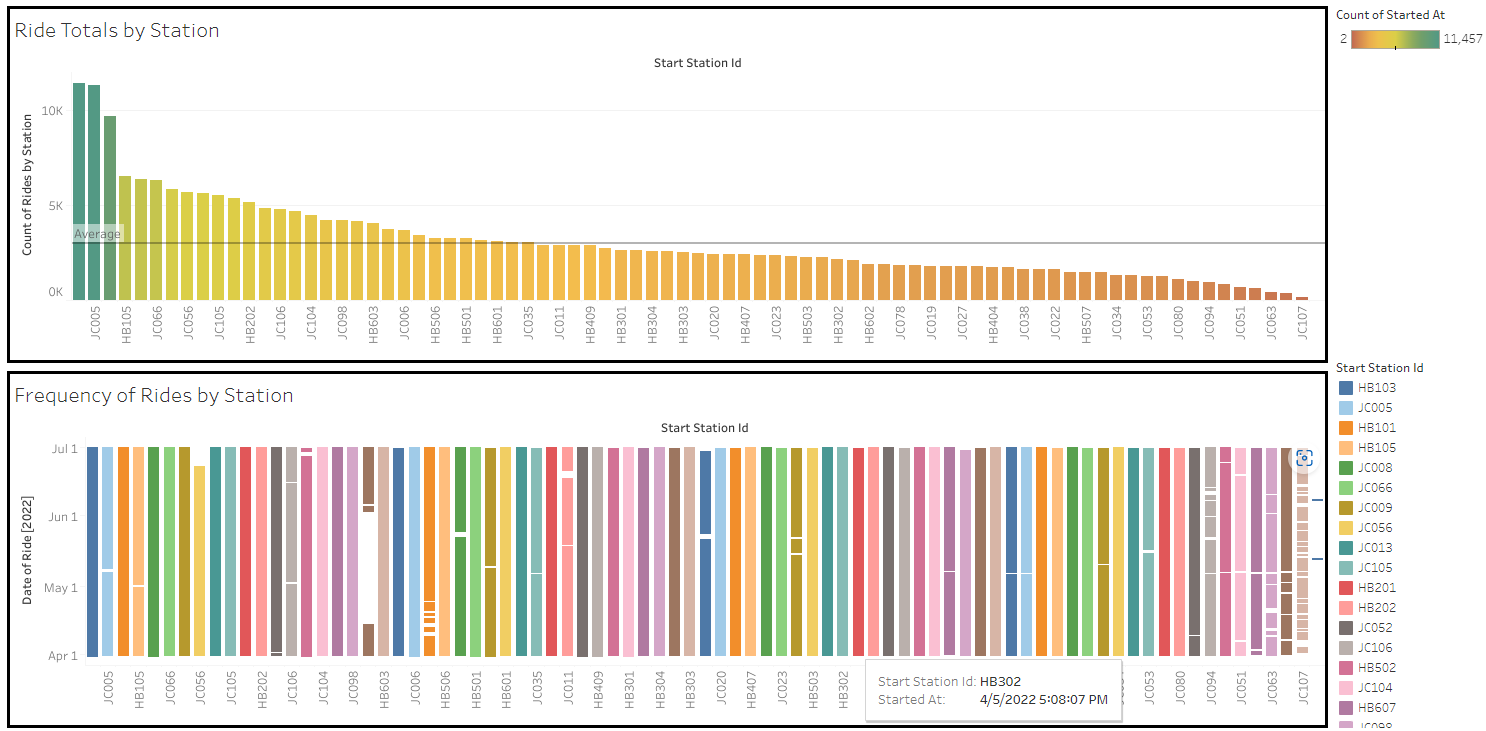 Ride Totals by Station
Start Station Id
Count of Rides by Station
10K
5K
Average
0K
JC005
HB105
JC066
JC056
JC105
HB202
JC106
JC104
JC098
HB603
JC006
HB506
HB501
HB601
JC035
JC011
HB409
HB301
HB304
HB303
JC020
HB407
JC023
HB503
HB302
HB602
JC078
JC019
JC027
HB404
JC038
JC022
HB507
JC034
JC053
JC080
JC094
JC051
JC063
JC107
Count of Started At
2
11,457
Frequency of Rides by Station
Start Station Id
Date of Ride [2022]
Jul 1
Jun 1
May 1
Apr 1
JC005
HB105
JC066
JC056
JC105
HB202
JC106
JC104
JC098
HB603
JC006
HB506
HB501
HB601
JC035
JC011
HB409
HB301
HB304
HB303
JC020
HB407
JC023
HB503
HB302
JC053
JC080
JC094
JC051
JC063
JC107
Start Station Id: HB302
Started At: 4/5/2022 5:08:07 PM
Start Station Id
HB103
JC005
HB101
HB105
JC008
JC066
JC009
JC056
JC013
JC105
HB201
HB202
JC052
JC106
HB502
JC104
HB607
JC098